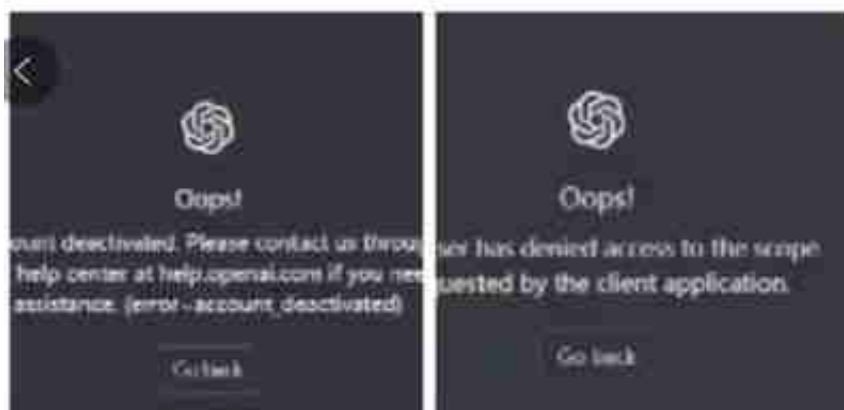 Oops!
ount deactivated. Please contact us throug
help center at help.openai.com if you nee
assistance. (error=account_deactivated)
Go back
Oops!
ser has denied access to the scope
uested by the client application.
Go back